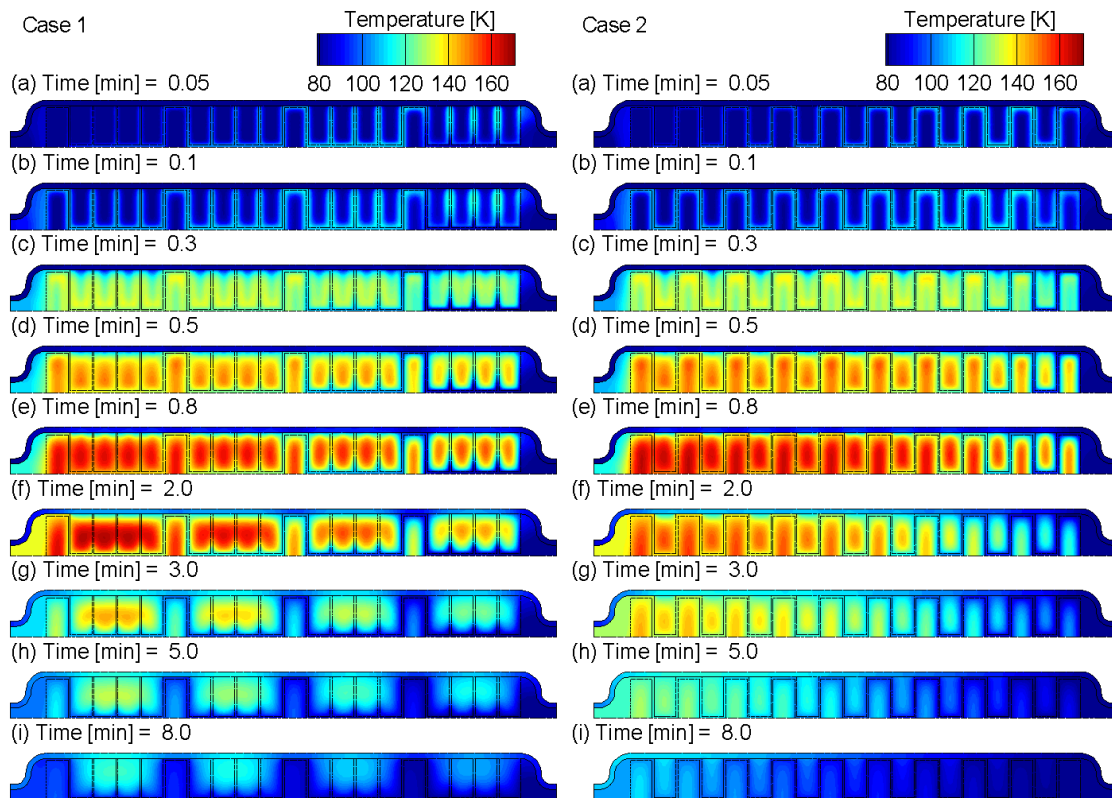 Case 1
Temperature [K]
80 100 120 140 160
(a) Time [min] = 0.05
(b) Time [min] = 0.1
(c) Time [min] = 0.3
(d) Time [min] = 0.5
(e) Time [min] = 0.8
(f) Time [min] = 2.0
(g) Time [min] = 3.0
(h) Time [min] = 5.0
(i) Time [min] = 8.0
Case 2
Temperature [K]
80 100 120 140 160
(a) Time [min] = 0.05
(b) Time [min] = 0.1
(c) Time [min] = 0.3
(d) Time [min] = 0.5
(e) Time [min] = 0.8
(f) Time [min] = 2.0
(g) Time [min] = 3.0
(h) Time [min] = 5.0
(i) Time [min] = 8.0